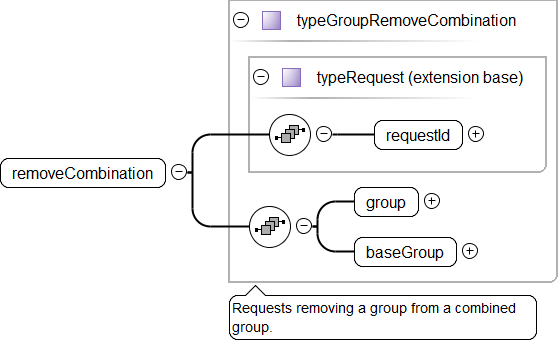 typeGroupRemoveCombination
typeRequest (extension base)
requestId
removeCombination
group
baseGroup
Requests removing a group from a combined
group.